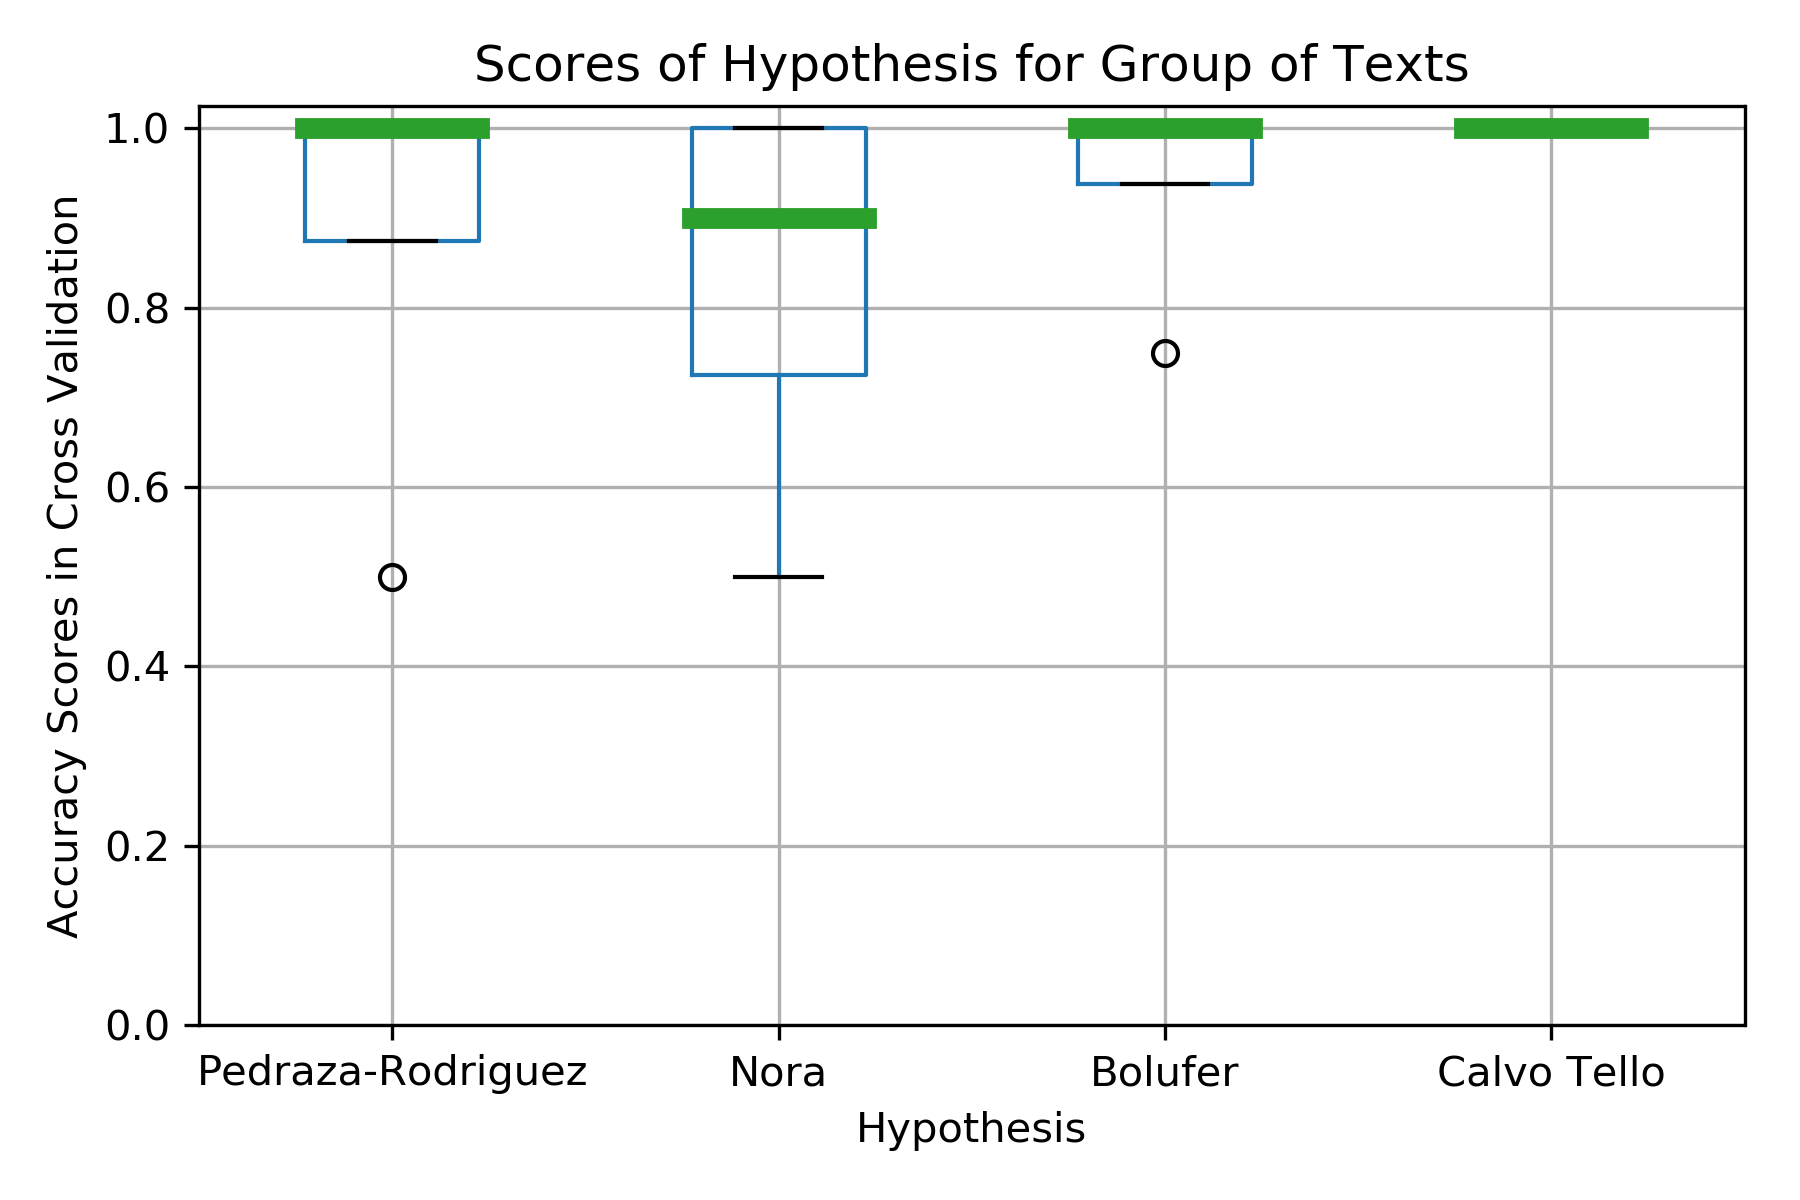 Scores of Hypothesis for Group of Texts
Accuracy Scores in Cross Validation
1.0
0.8
0.6
0.4
0.2
0.0
Pedraza-Rodriguez Nora Bolufer Calvo Tello
Hypothesis